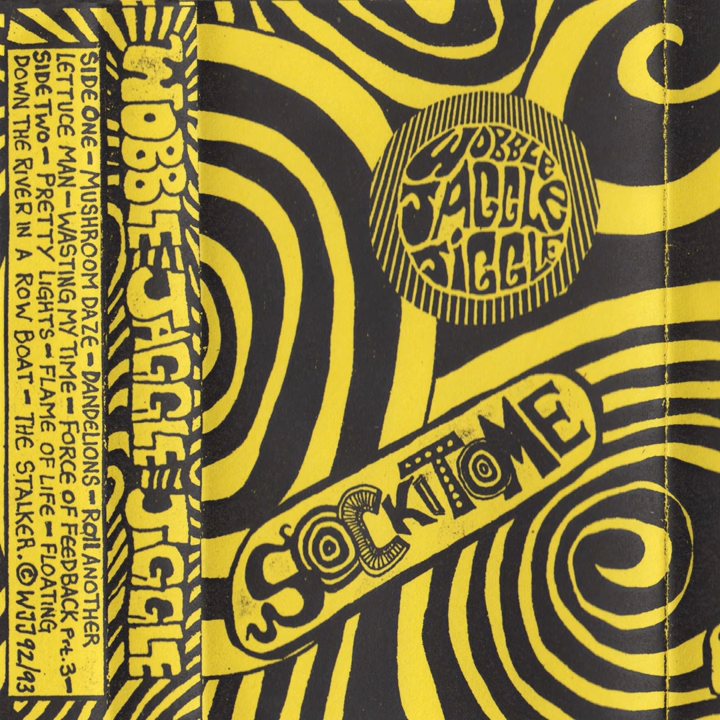 WOBBLE JAGGLE JIGGLE
SIDE ONE – MUSHROOM DAZE – DANDELIONS – Roll ANOTHER
LETTUCE MAN – WASTING MY TIME – FORCE OF FEEDBACK Pt. 3 –
SIDE TWO – PRETTY LIGHTS – FLAME OF LIFE – FLOATING
DOWN THE RIVER IN A ROW BOAT – THE STALKER. © WJJ 92/93
WOBBLE
JAGGLE
JiGGLE
SOCKITTOME